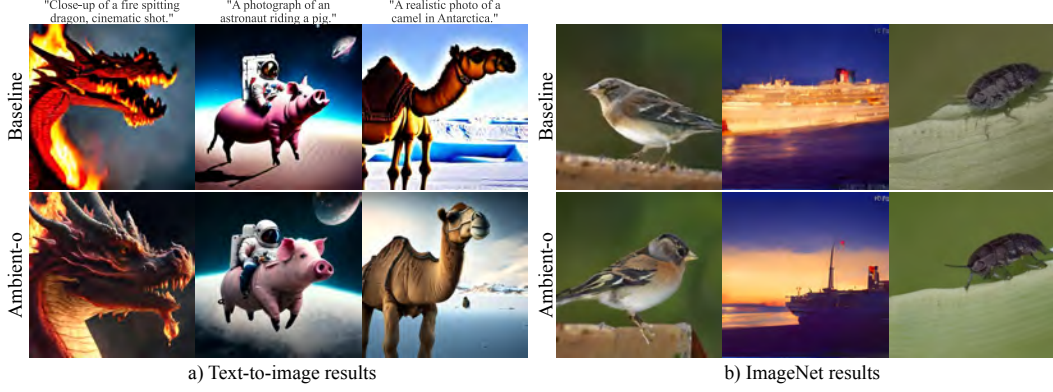 "Close-up of a fire spitting
dragon, cinematic shot."
"A photograph of an
astronaut riding a pig."
"A realistic photo of a
camel in Antarctica."
Baseline
Ambient-o
a) Text-to-image results
Baseline
Ambient-o
b) ImageNet results